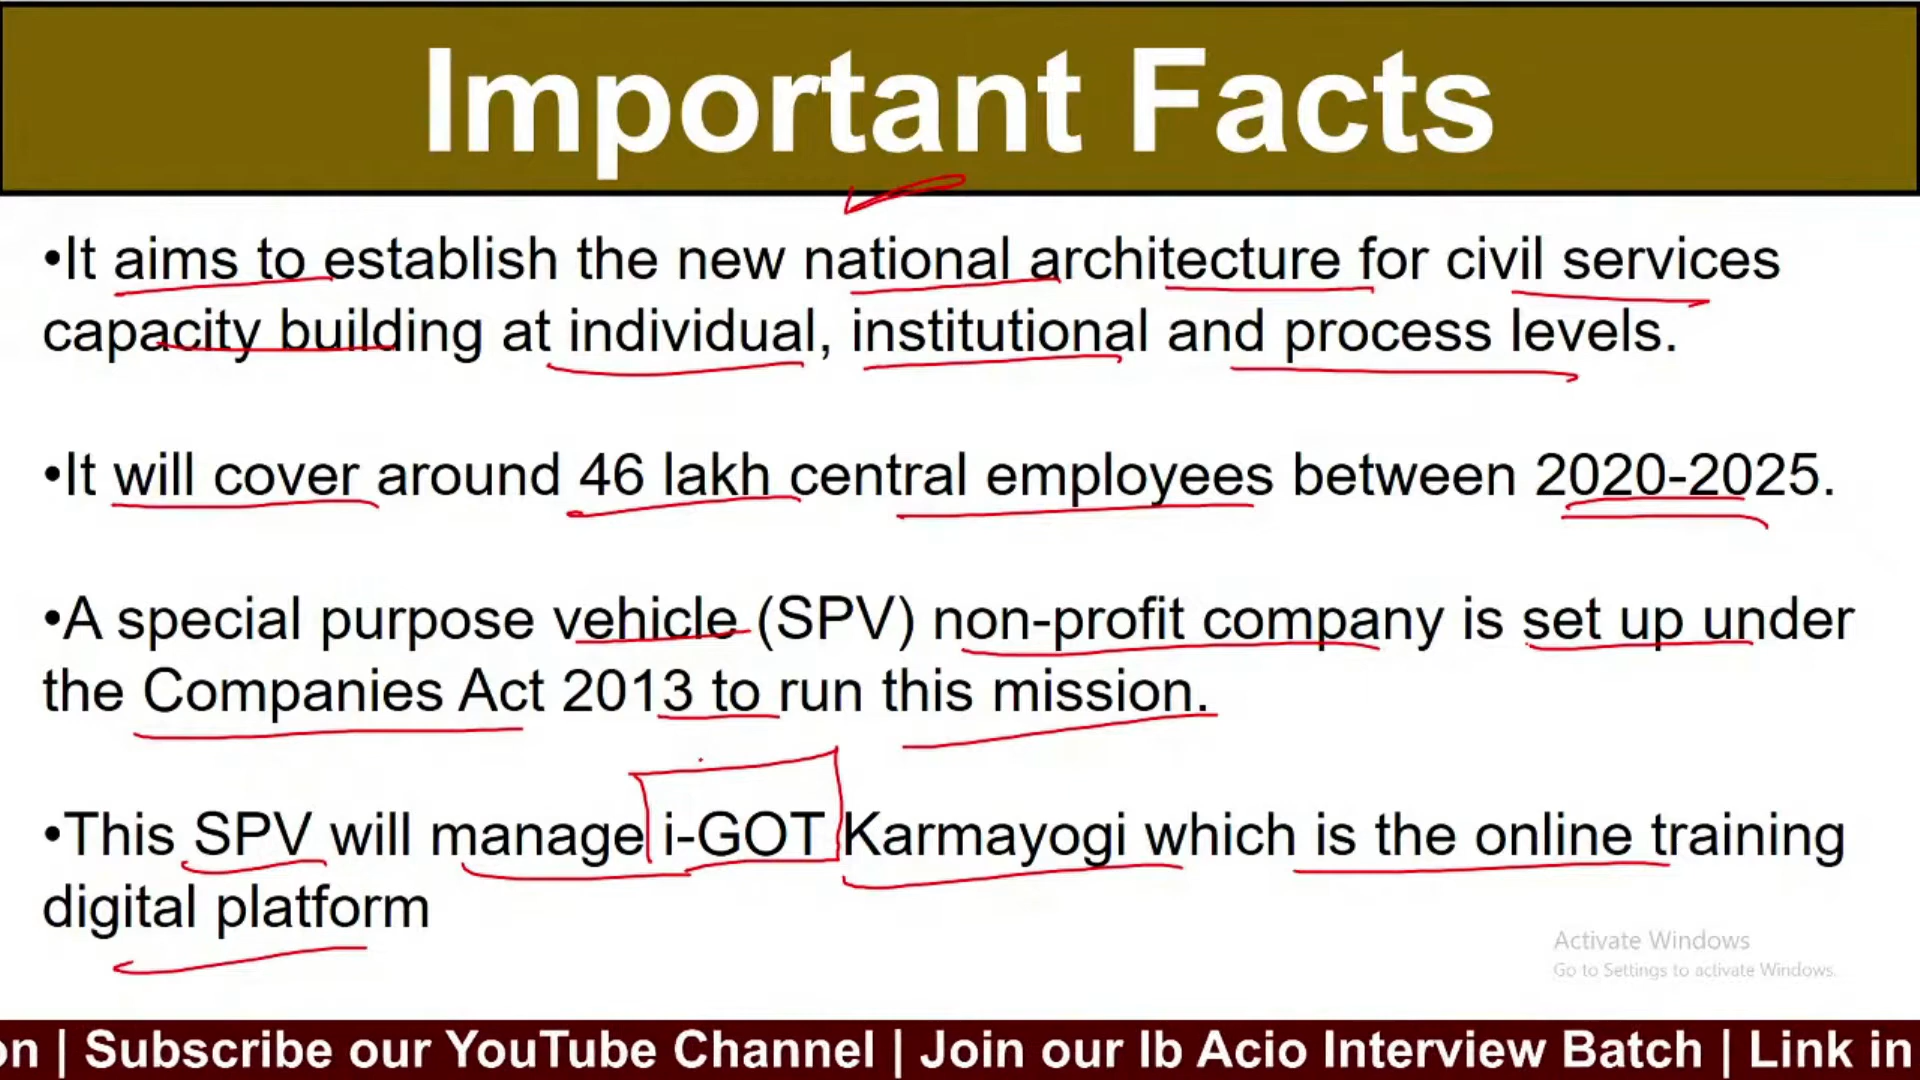 Important Facts
•It aims to establish the new national architecture for civil services
capacity building at individual, institutional and process levels.
•It will cover around 46 lakh central employees between 2020-2025.
•A special purpose vehicle (SPV) non-profit company is set up under
the Companies Act 2013 to run this mission.
•This SPV will manage i-GOT Karmayogi which is the online training
digital platform
Activate Windows
Go to Settings to activate Windows.
on | Subscribe our YouTube Channel | Join our Ib Acio Interview Batch | Link in